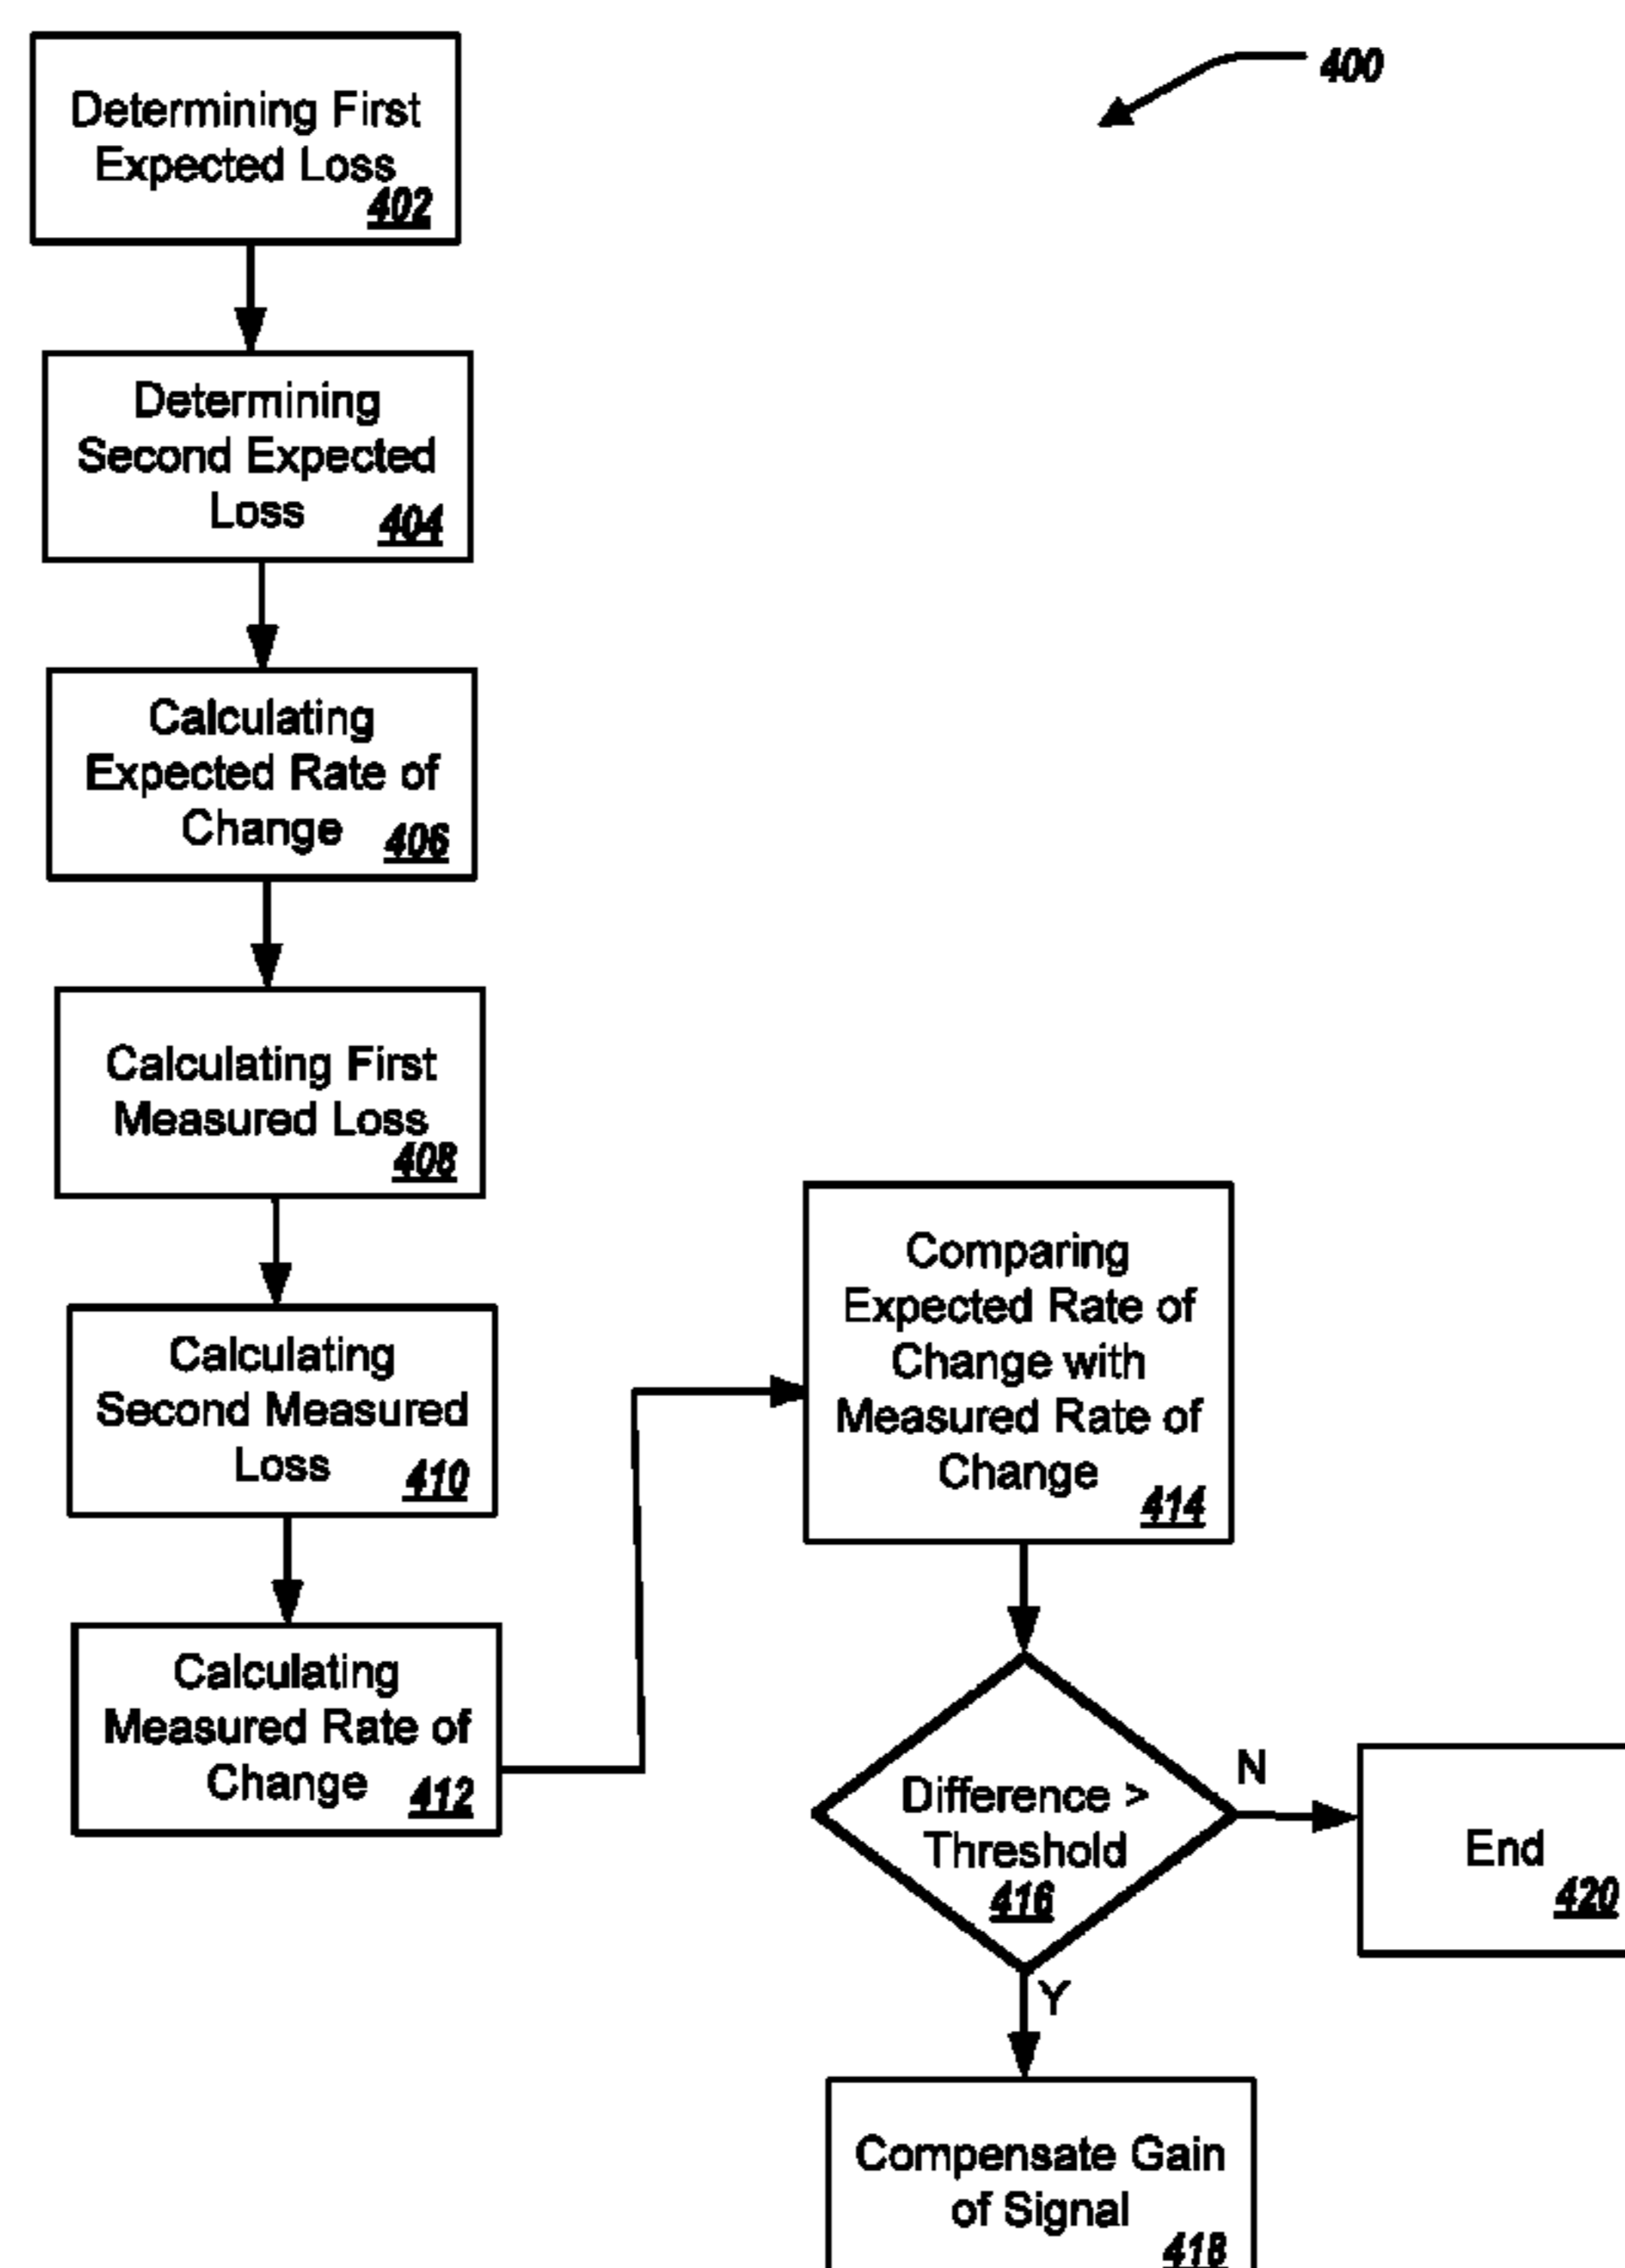 400
Determining First
Expected Loss
402
Determining
Second Expected
Loss
404
Calculating
Expected Rate of
Change
406
Calculating First
Measured Loss
408
Calculating
Second Measured
Loss
410
Calculating
Measured Rate of
Change
412
Comparing
Expected Rate of
Change with
Measured Rate of
Change
414
Difference >
Threshold
416
N
End
420
Y
Compensate Gain
of Signal
418